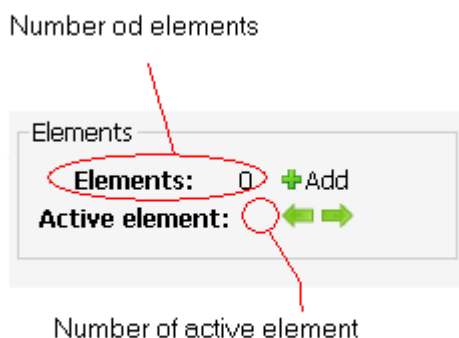 Number od elements
Elements
Elements: 0 Add
Active element:
Number of active element